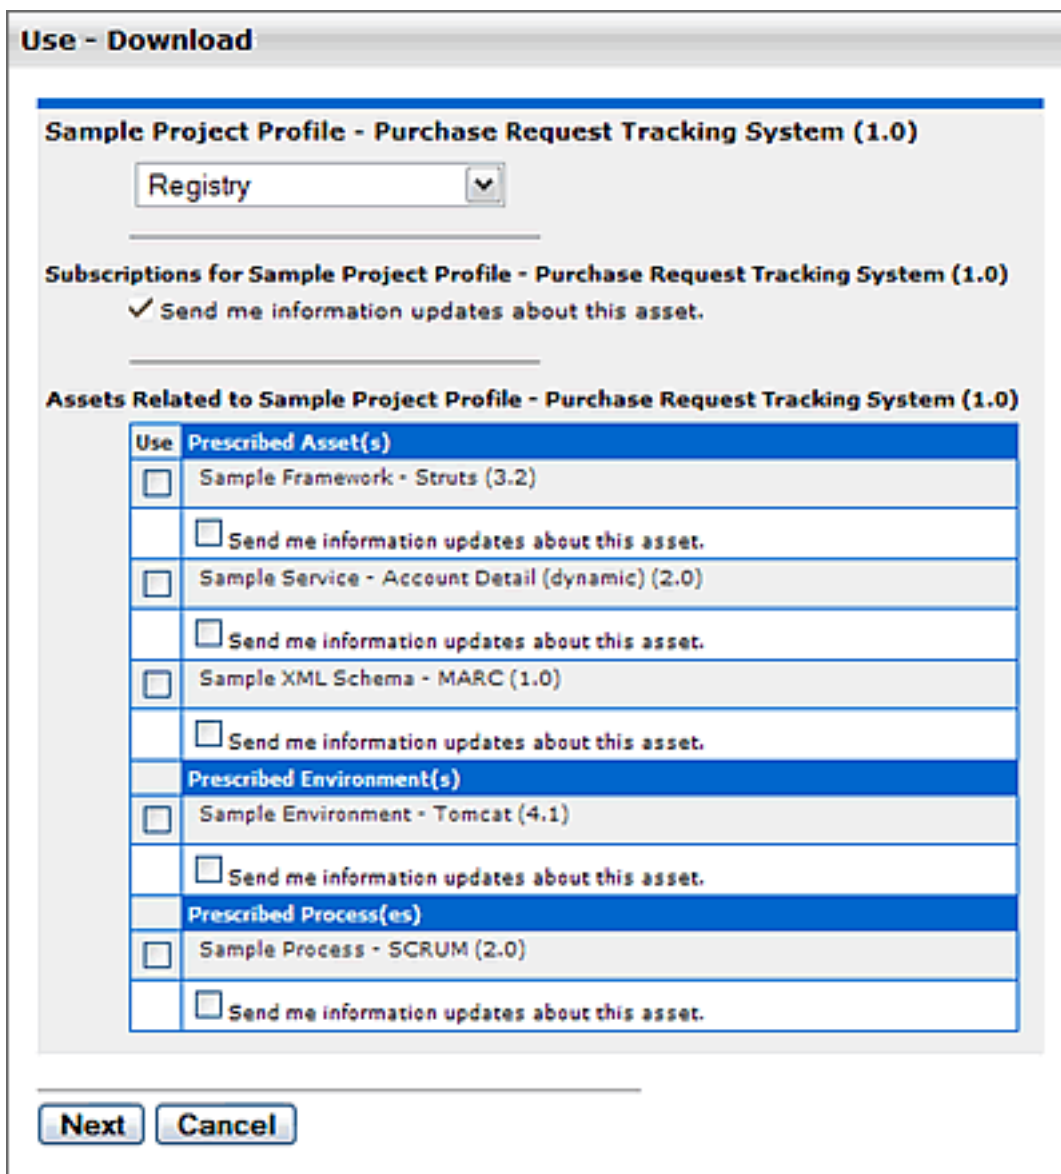 Use - Download
Sample Project Profile - Purchase Request Tracking System (1.0)
Registry
Subscriptions for Sample Project Profile - Purchase Request Tracking System (1.0)
Send me information updates about this asset.
Assets Related to Sample Project Profile - Purchase Request Tracking System (1.0)
Use Prescribed Asset(s)
Sample Framework - Struts (3.2)
Send me information updates about this asset.
Sample Service - Account Detail (dynamic) (2.0)
Send me information updates about this asset.
Sample XML Schema - MARC (1.0)
Send me information updates about this asset.
Prescribed Environment(s)
Sample Environment - Tomcat (4.1)
Send me information updates about this asset.
Prescribed Process(es)
Sample Process - SCRUM (2.0)
Send me information updates about this asset.
Next Cancel